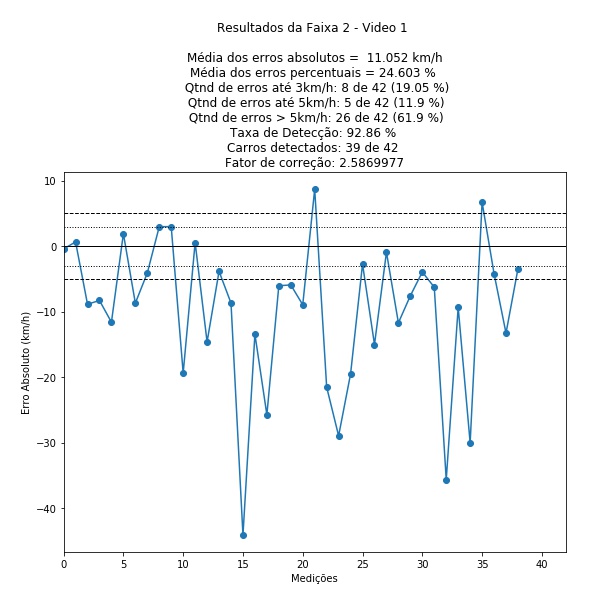 Resultados da Faixa 2 - Video 1
Média dos erros absolutos =  11.052 km/h
Média dos erros percentuais = 24.603 %
Qtnd de erros até 3km/h: 8 de 42 (19.05 %)
Qtnd de erros até 5km/h: 5 de 42 (11.9 %)
Qtnd de erros > 5km/h: 26 de 42 (61.9 %)
Taxa de Detecção: 92.86 %
Carros detectados: 39 de 42
Fator de correção: 2.5869977
10
0
−10
−20
−30
−40
Erro Absoluto (km/h)
0 5 10 15 20 25 30 35 40
Medições